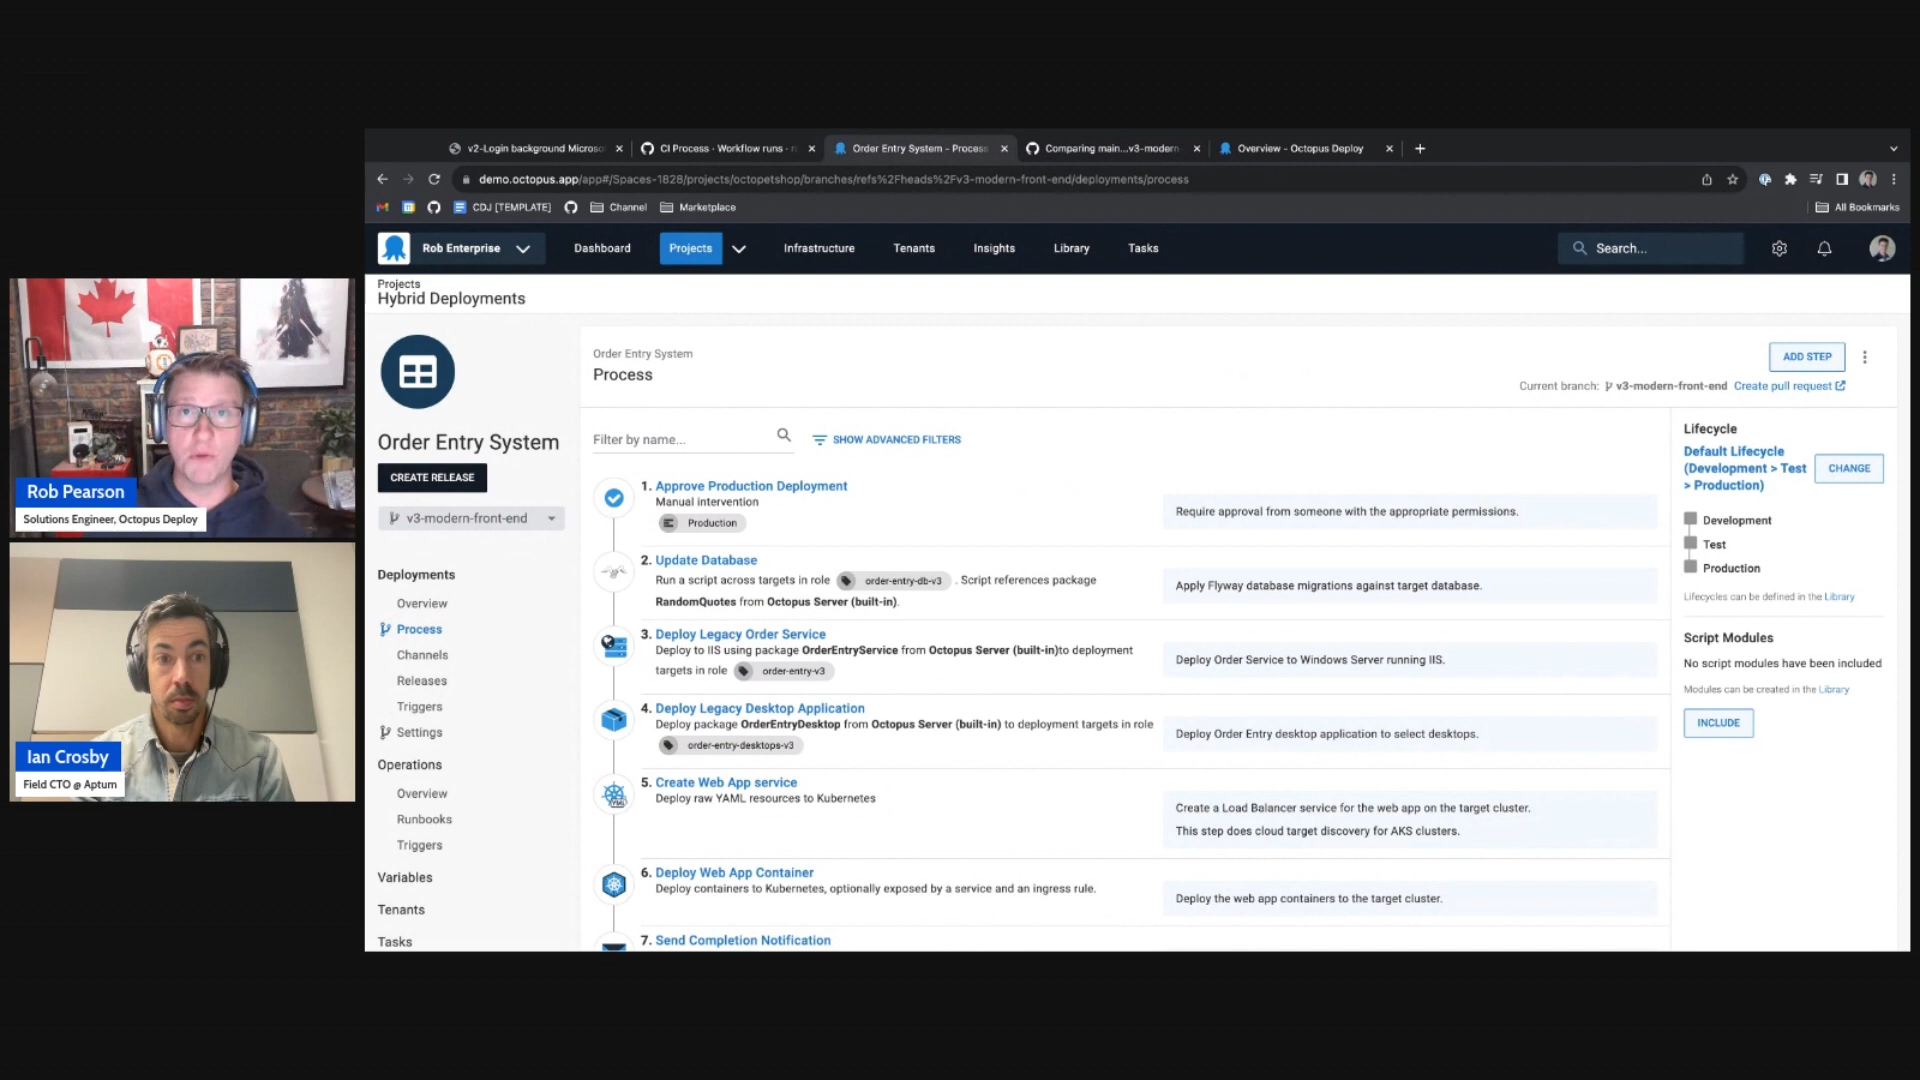 v2-Login background Microso
CI Process · Workflow runs · r
Order Entry System - Process
Comparing main...v3-modern-
Overview - Octopus Deploy
demo.octopus.app/app#/Spaces-1828/projects/octopetshop/branches/refs%2Fheads%2Fv3-modern-front-end/deployments/process
CDJ [TEMPLATE]
Channel
Marketplace
All Bookmarks
Rob Enterprise
Dashboard
Projects
Infrastructure
Tenants
Insights
Library
Tasks
Search...
Projects
Hybrid Deployments
Order Entry System
CREATE RELEASE
v3-modern-front-end
Deployments
Overview
Process
Channels
Releases
Triggers
Settings
Operations
Overview
Runbooks
Triggers
Variables
Tenants
Tasks
Order Entry System
Process
ADD STEP
Current branch: v3-modern-front-end Create pull request
Filter by name...
SHOW ADVANCED FILTERS
1. Approve Production Deployment
Manual intervention
Production
Require approval from someone with the appropriate permissions.
2. Update Database
Run a script across targets in role order-entry-db-v3 . Script references package
RandomQuotes from Octopus Server (built-in).
Apply Flyway database migrations against target database.
3. Deploy Legacy Order Service
Deploy to IIS using package OrderEntryService from Octopus Server (built-in)to deployment
targets in role order-entry-v3
Deploy Order Service to Windows Server running IIS.
4. Deploy Legacy Desktop Application
Deploy package OrderEntryDesktop from Octopus Server (built-in) to deployment targets in role
order-entry-desktops-v3
Deploy Order Entry desktop application to select desktops.
5. Create Web App service
Deploy raw YAML resources to Kubernetes
Create a Load Balancer service for the web app on the target cluster.
This step does cloud target discovery for AKS clusters.
6. Deploy Web App Container
Deploy containers to Kubernetes, optionally exposed by a service and an ingress rule.
Deploy the web app containers to the target cluster.
7. Send Completion Notification
Lifecycle
Default Lifecycle
(Development > Test
> Production)
CHANGE
Development
Test
Production
Lifecycles can be defined in the Library
Script Modules
No script modules have been included
Modules can be created in the Library
INCLUDE
Rob Pearson
Solutions Engineer, Octopus Deploy
Ian Crosby
Field CTO @ Aptum